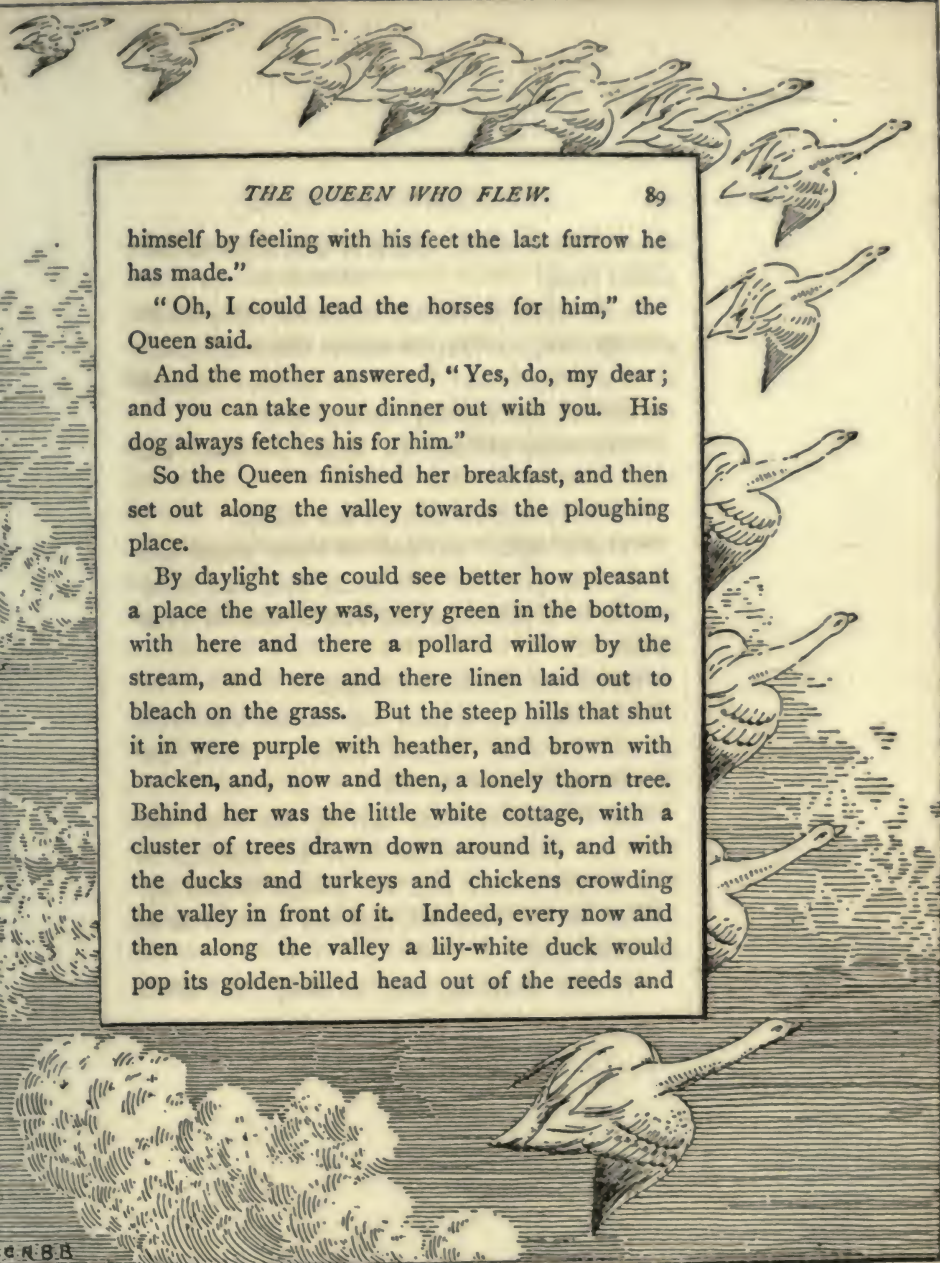 THE QUEEN WHO FLEW. 89
himself by feeling with his feet the last furrow he
has made."
"Oh, I could lead the horses for him," the
Queen said.
And the mother answered, "Yes, do, my dear;
and you can take your dinner out with you. His
dog always fetches his for him."
So the Queen finished her breakfast, and then
set out along the valley towards the ploughing
place.
By daylight she could see better how pleasant
a place the valley was, very green in the bottom,
with here and there a pollard willow by the
stream, and here and there linen laid out to
bleach on the grass. But the steep hills that shut
it in were purple with heather, and brown with
bracken, and, now and then, a lonely thorn tree.
Behind her was the little white cottage, with a
cluster of trees drawn down around it, and with
the ducks and turkeys and chickens crowding
the valley in front of it. Indeed, every now and
then along the valley a lily-white duck would
pop its golden-billed head out of the reeds and